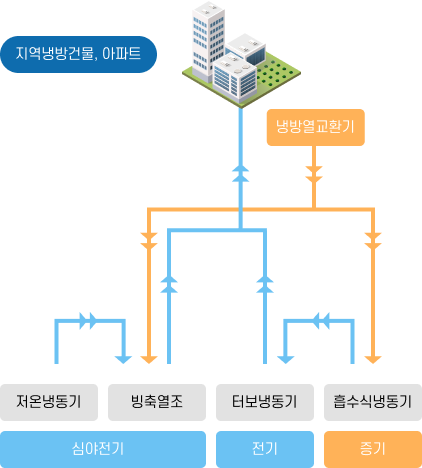 지역냉방건물, 아파트
냉방열교환기
저온냉동기
빙축열조
터보냉동기
흡수식냉동기
심야전기
전기
증기